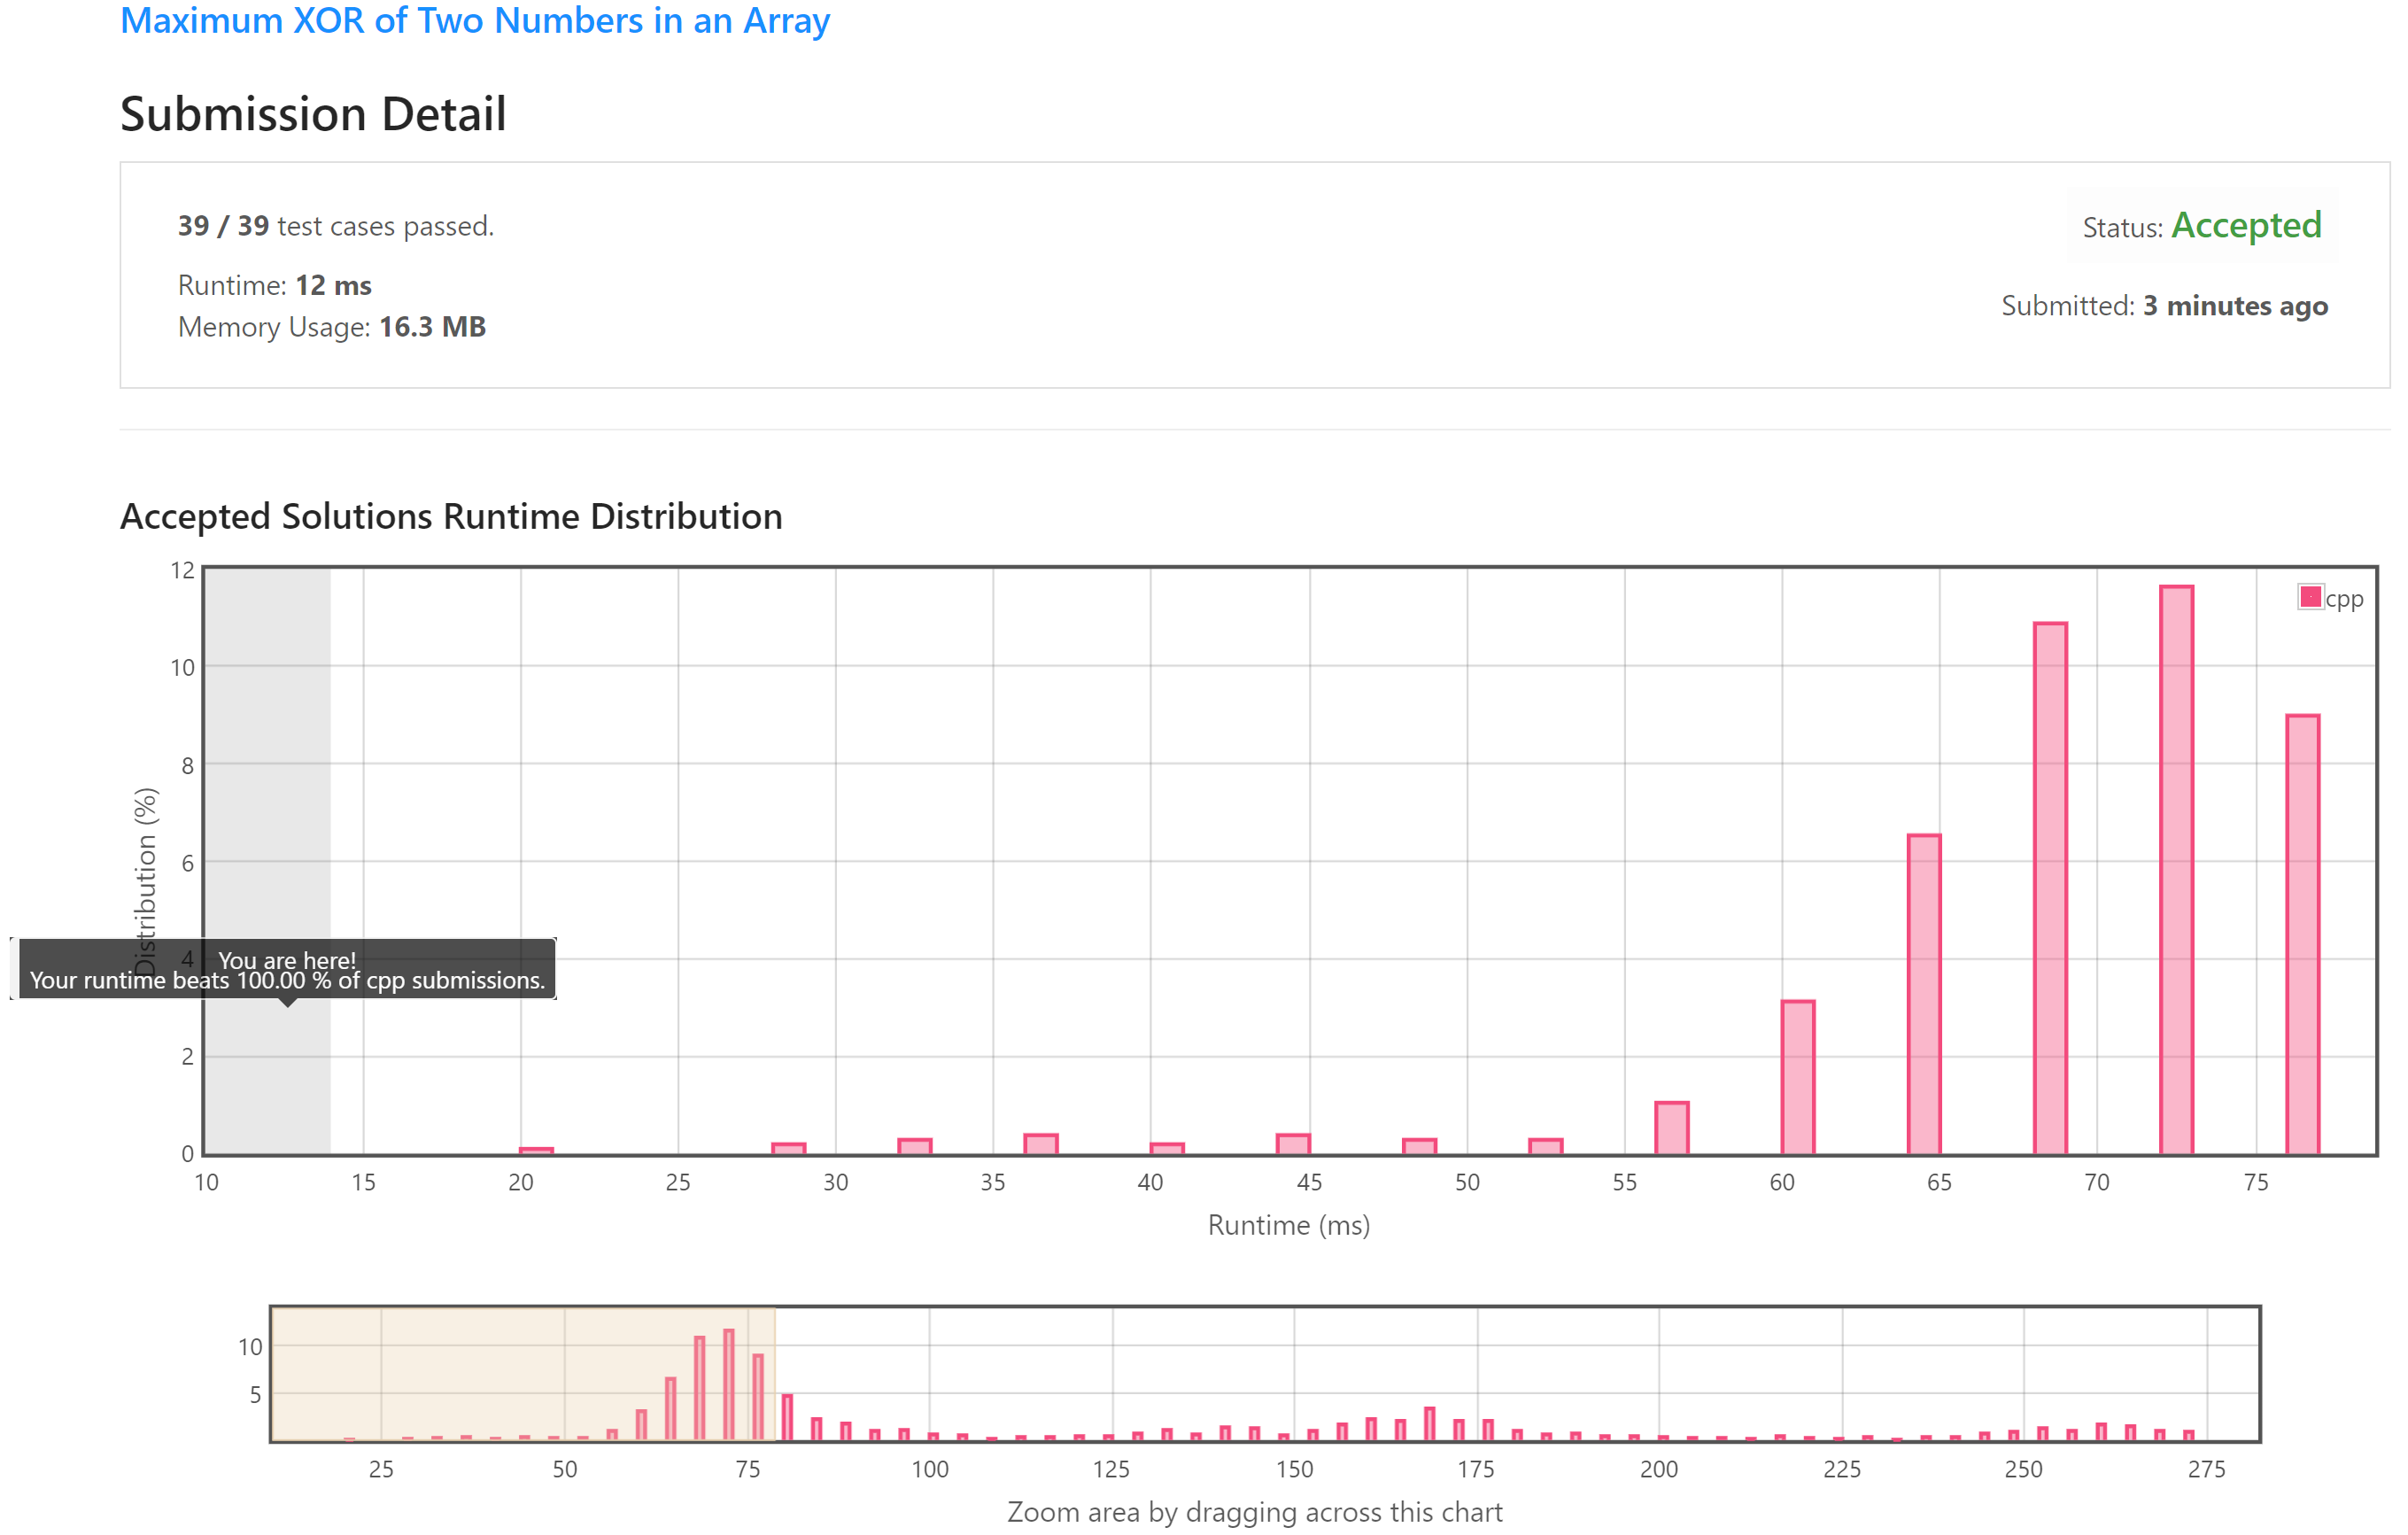 Maximum XOR of Two Numbers in an Array
Submission Detail
39 / 39 test cases passed.
Status: Accepted
Runtime: 12 ms
Submitted: 3 minutes ago
Memory Usage: 16.3 MB
Accepted Solutions Runtime Distribution
12
10
8
6
4
2
0
Distribution (%)
cpp
You are here!
Your runtime beats 100.00 % of cpp submissions.
10 15 20 25 30 35 40 45 50 55 60 65 70 75
Runtime (ms)
10
5
25 50 75 100 125 150 175 200 225 250 275
Zoom area by dragging across this chart